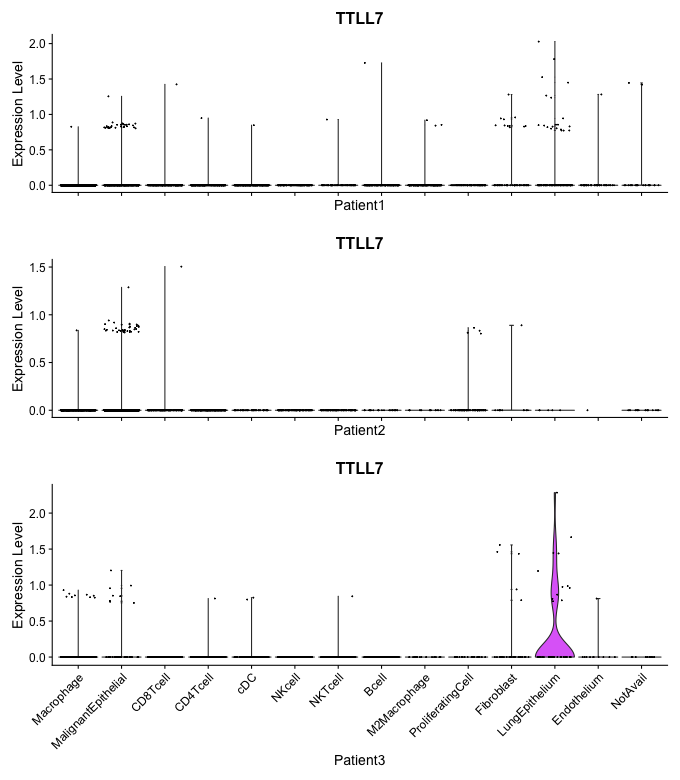 TTLL7
2.0
1.5
1.0
0.5
0.0
Expression Level
Patient1
TTLL7
1.5
1.0
0.5
0.0
Expression Level
Patient2
TTLL7
2.0
1.5
1.0
0.5
0.0
Expression Level
Macrophage
MalignantEpithelial
CD8Tcell
CD4Tcell
cDC
NKcell
NKTcell
Bcell
M2Macrophage
ProliferatingCell
Fibroblast
LungEpithelium
Endothelium
NotAvail
Patient3